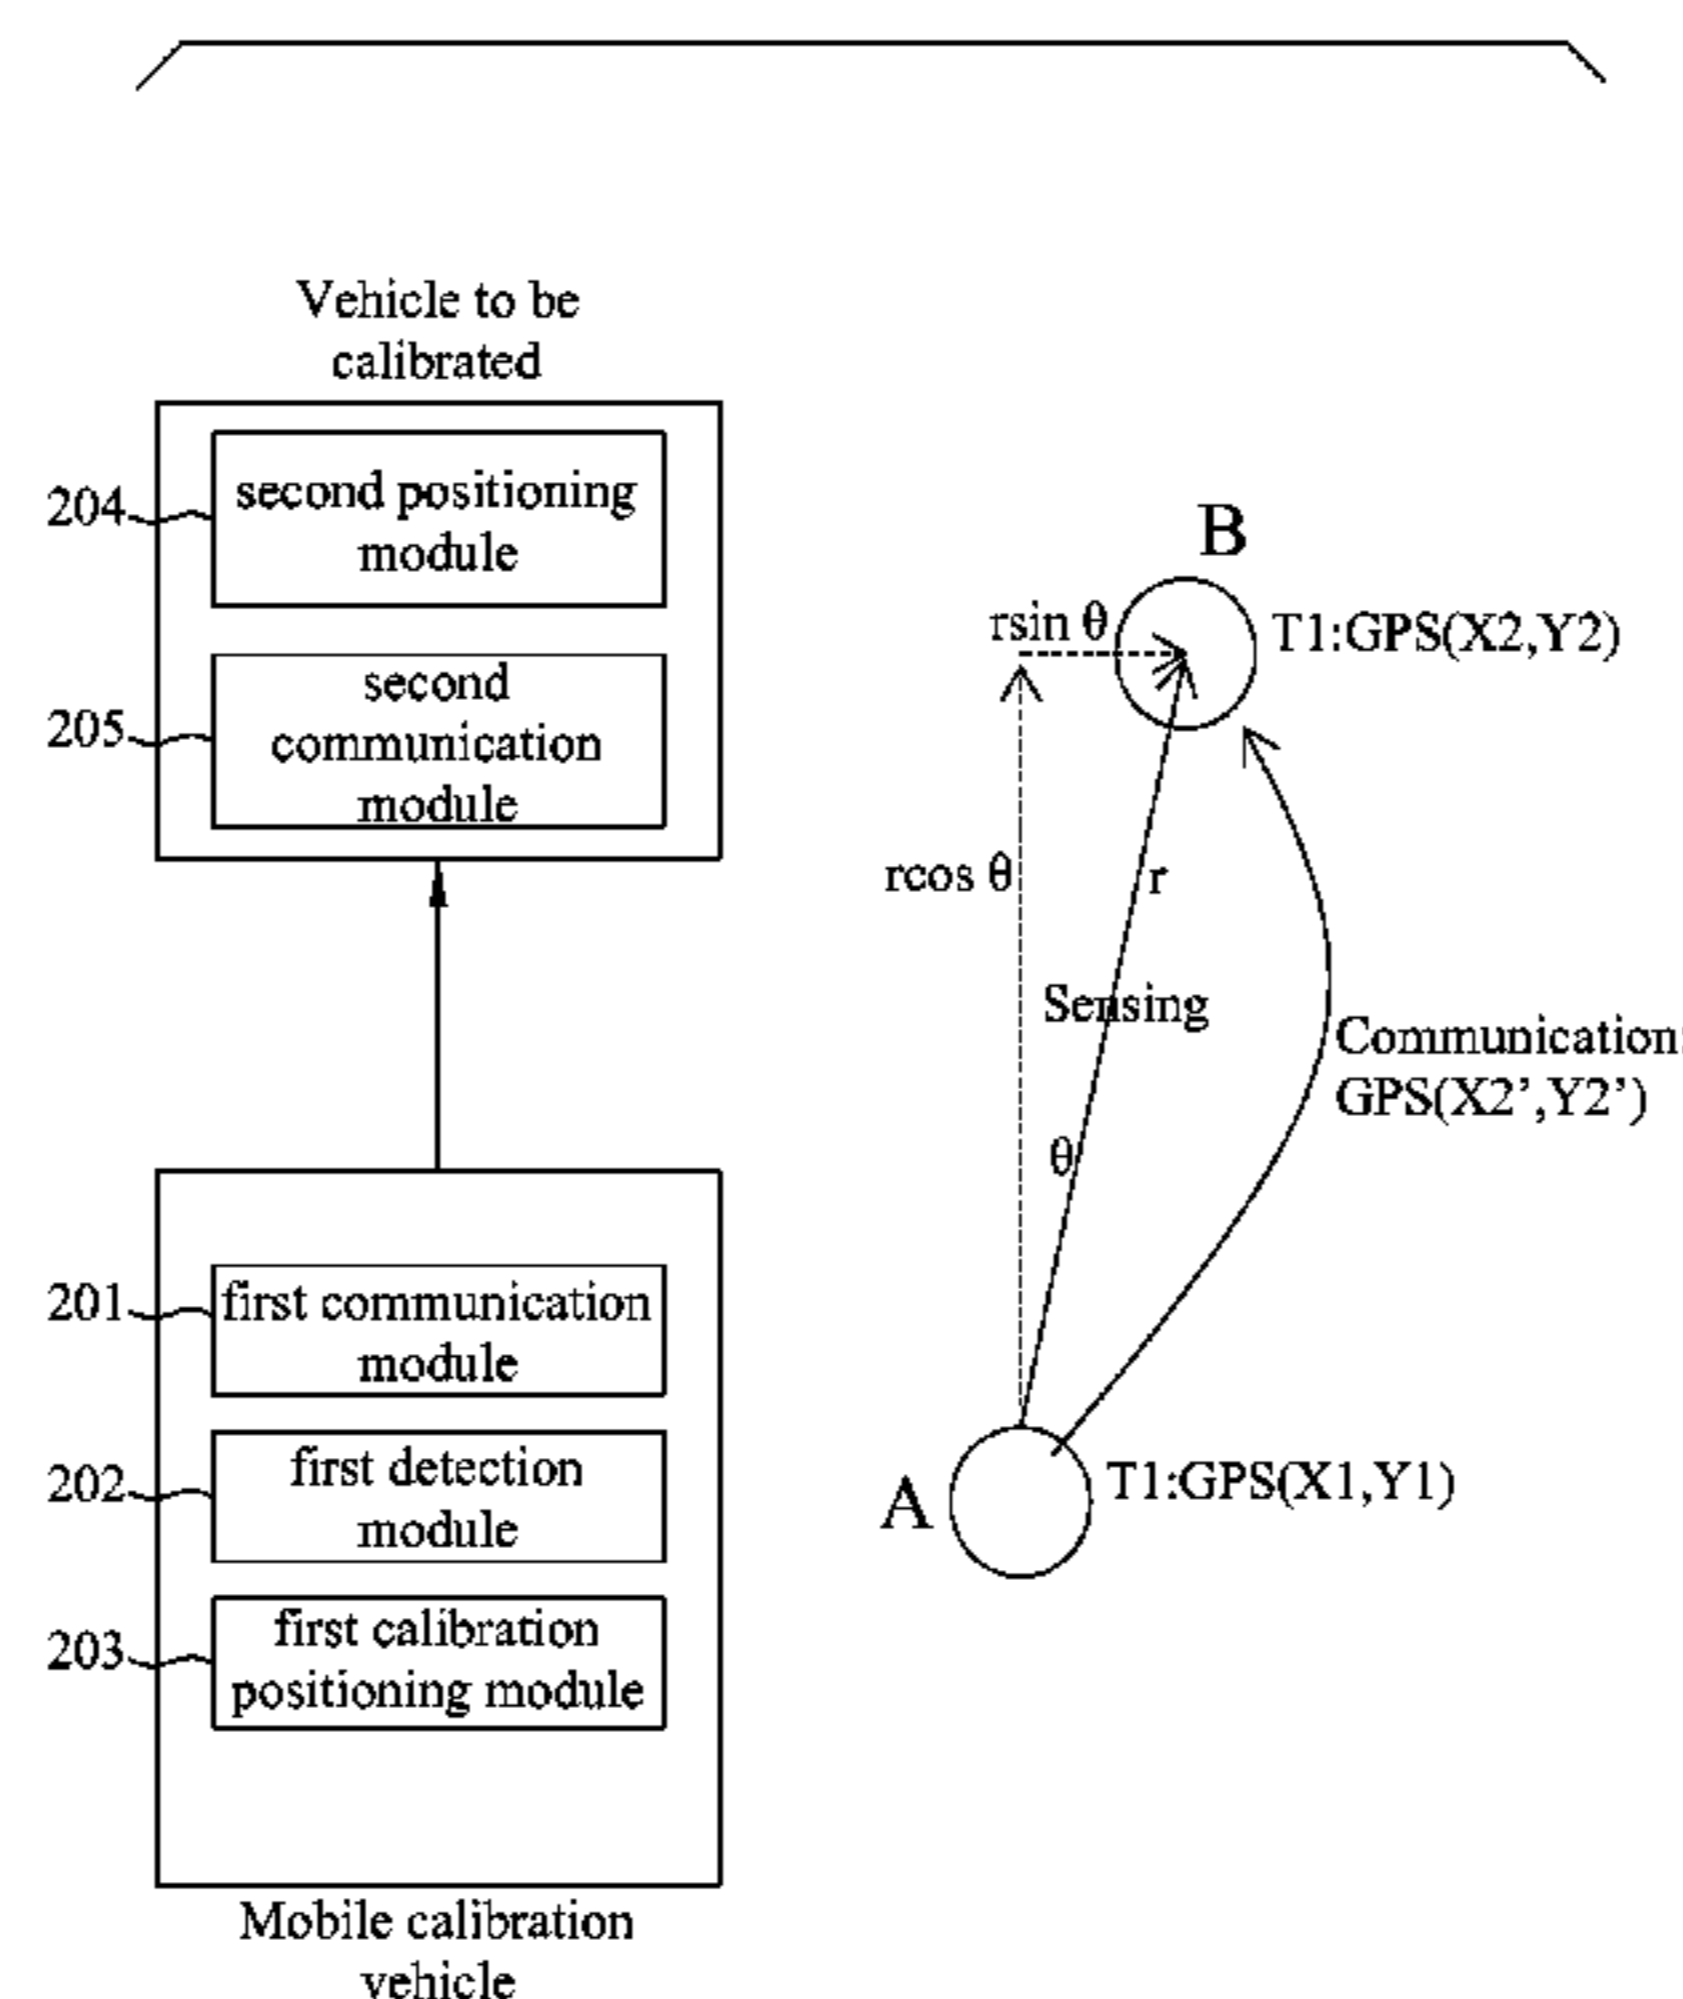 Vehicle to be
calibrated
204
second positioning
module
205
second
communication
module
201
first communication
module
202
first detection
module
203
first calibration
positioning module
Mobile calibration
vehicle
B
rsin θ
T1:GPS(X2,Y2)
rcos θ
r
Sensing
Communication:
GPS(X2’,Y2’)
θ
A
T1:GPS(X1,Y1)